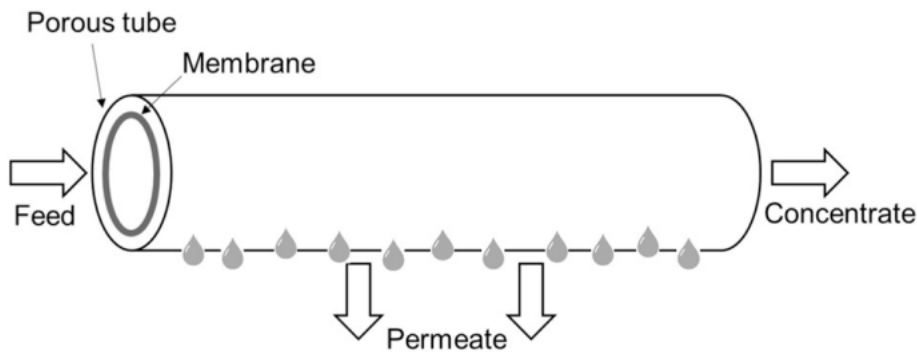 Porous tube
Membrane
Feed
Concentrate
Permeate